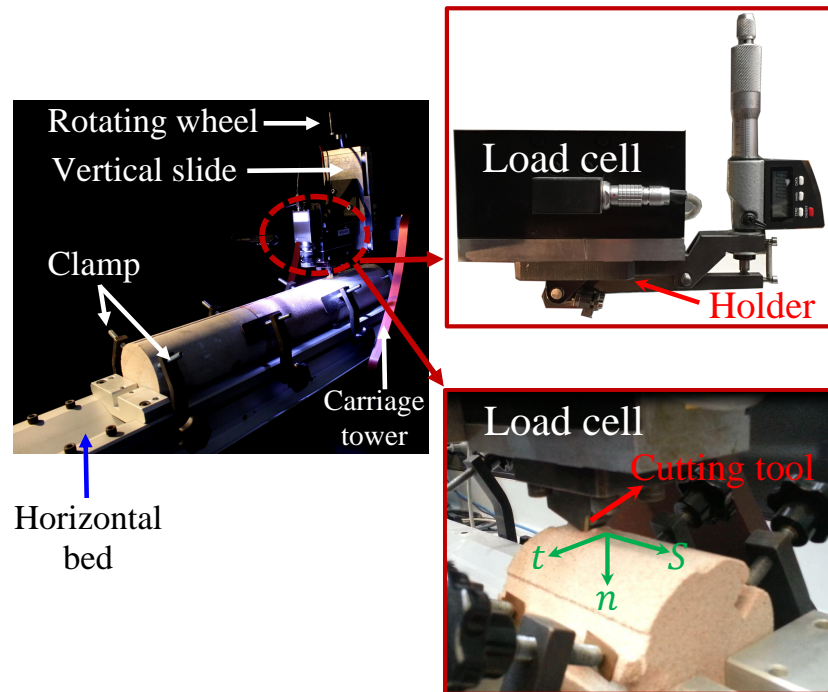 Rotating wheel
Vertical slide
Clamp
Carriage
tower
Horizontal
bed
Load cell
Holder
Load cell
Cutting tool
t
S
n